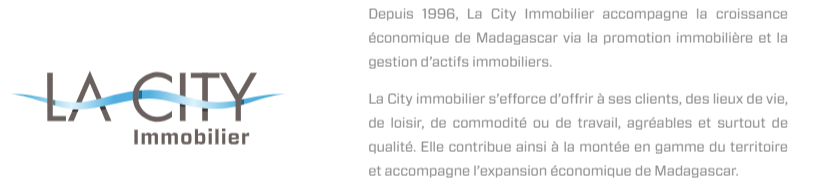 LA CITY
Immobilier
Depuis 1996, La City Immobilier accompagne la croissance
économique de Madagascar via la promotion immobilière et la
gestion d'actifs immobiliers.
La City immobilier s'efforce d'offrir à ses clients, des lieux de vie,
de loisir, de commodité ou de travail, agréables et surtout de
qualité. Elle contribue ainsi à la montée en gamme du territoire
et accompagne l'expansion économique de Madagascar.